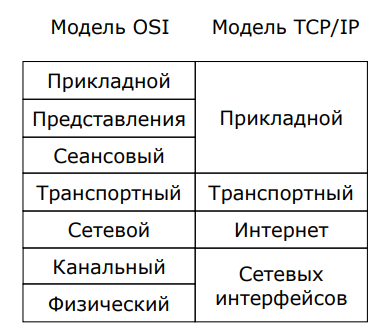 Модель OSI Модель TCP/IP
Прикладной
Представления
Прикладной
Сеансовый
Транспортный Транспортный
Сетевой Интернет
Канальный
Сетевых
интерфейсов
Физический